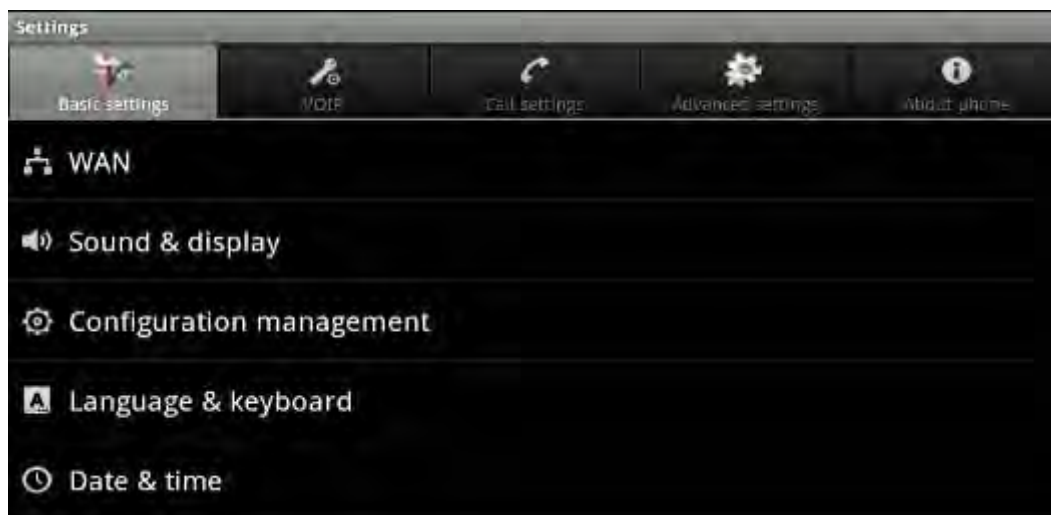 Settings
Basic settings VOIP Call settings Advanced settings About phone
WAN
Sound & display
Configuration management
Language & keyboard
Date & time